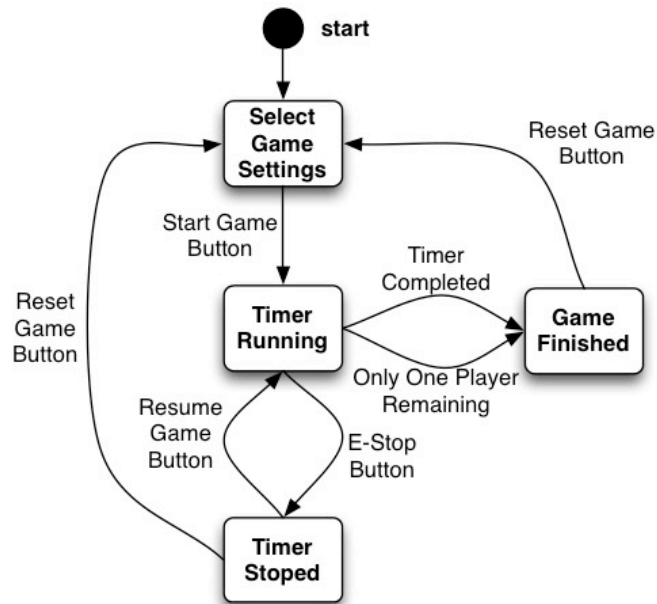 start
Select
Game
Settings
Reset Game
Button
Start Game
Button
Timer
Completed
Reset
Game
Button
Timer
Running
Game
Finished
Only One Player
Remaining
Resume
Game
Button
E-Stop
Button
Timer
Stoped